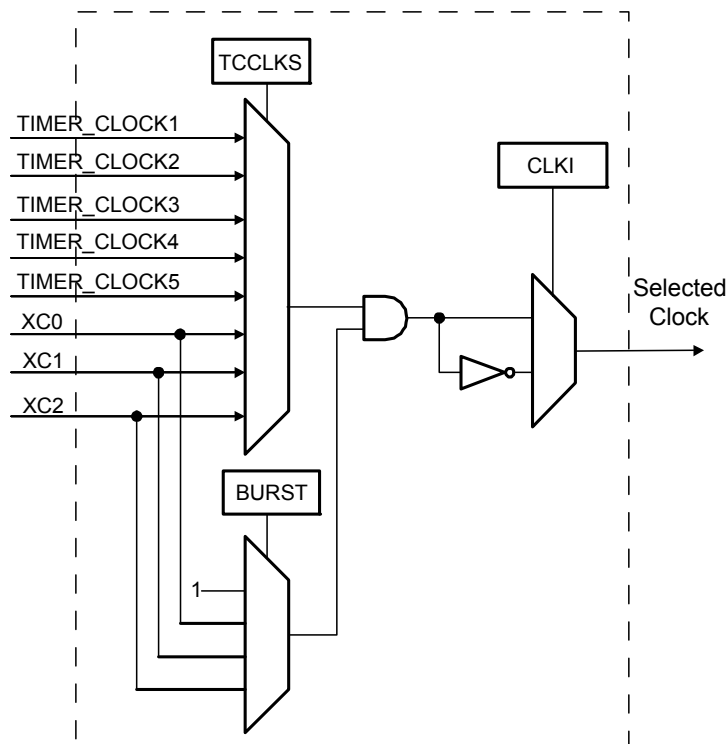 TCCLKS
TIMER_CLOCK1
TIMER_CLOCK2
TIMER_CLOCK3
TIMER_CLOCK4
TIMER_CLOCK5
XC0
XC1
XC2
CLKI
Selected
Clock
BURST
1